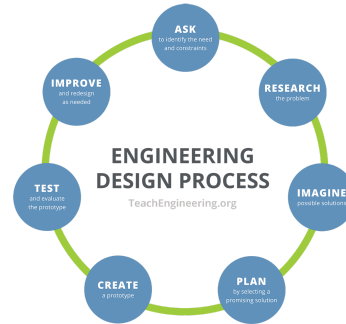 ASK
to identify the need
and constraints
RESEARCH
the problem
IMAGINE
possible solutions
PLAN
by selecting a
promising solution
CREATE
a prototype
TEST
and evaluate
the prototype
IMPROVE
and redesign
as needed
ENGINEERING
DESIGN PROCESS
TeachEngineering.org